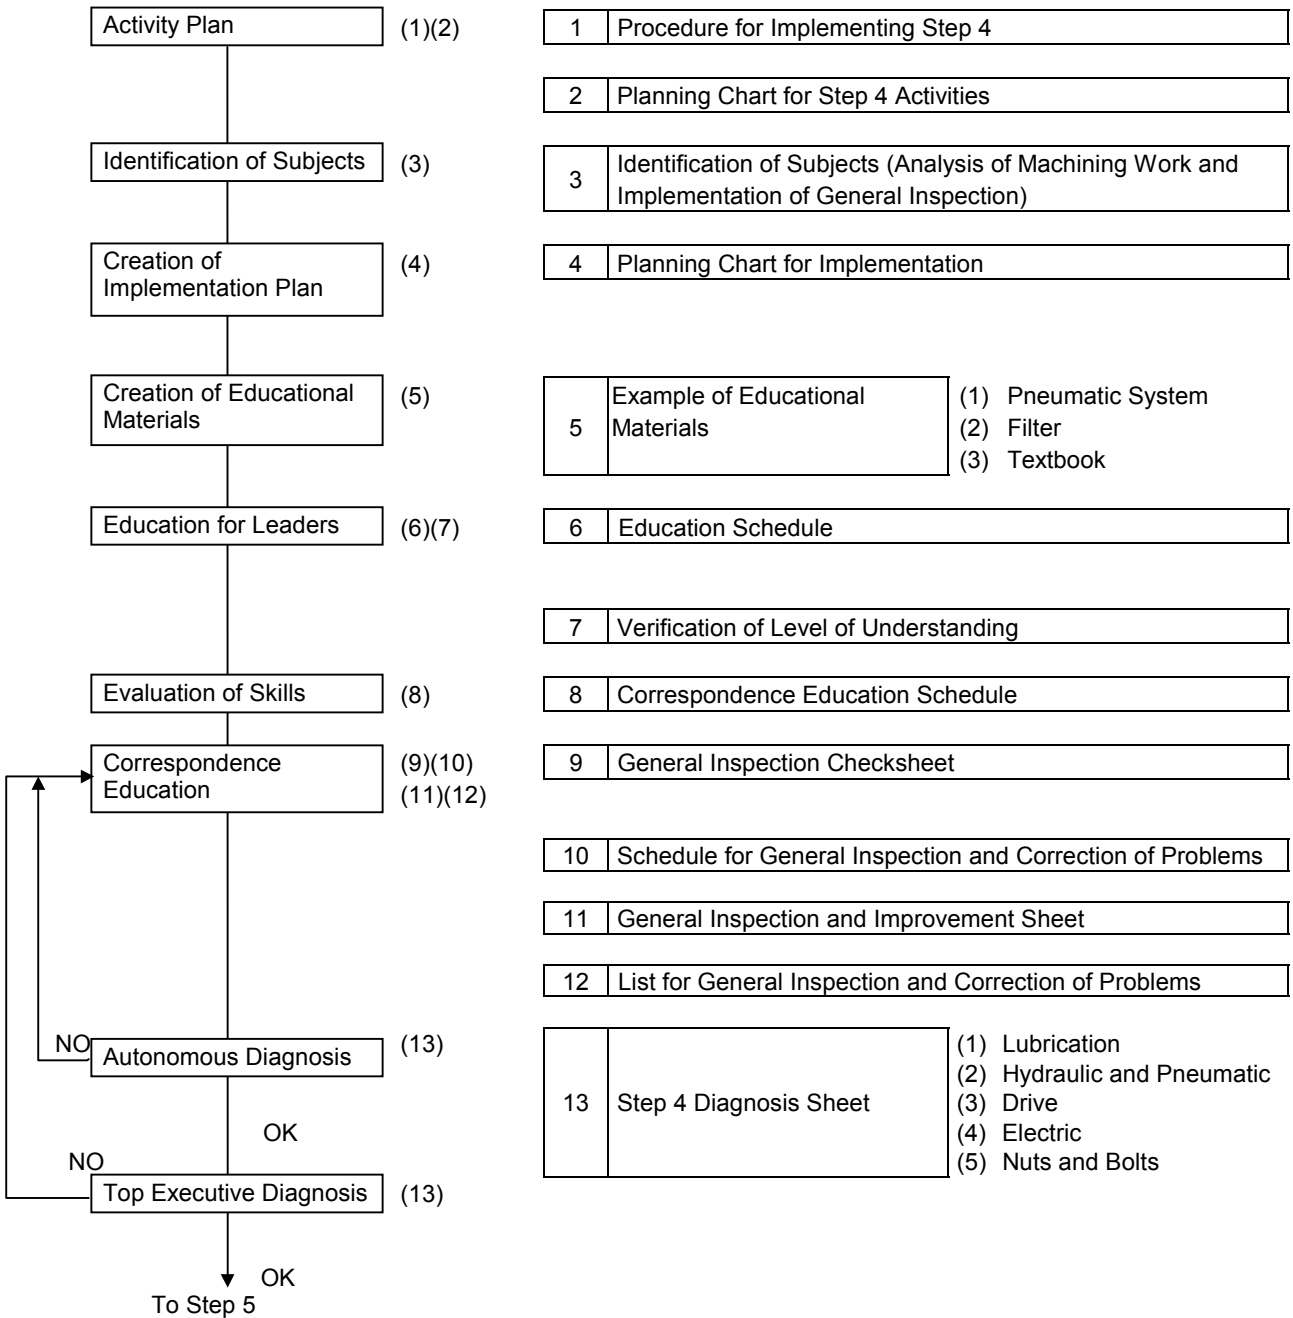 Activity Plan (1)(2) 1 Procedure for Implementing Step 4
2 Planning Chart for Step 4 Activities
Identification of Subjects (3) 3 Identification of Subjects (Analysis of Machining Work and
Implementation of General Inspection)
Creation of
Implementation Plan (4) 4 Planning Chart for Implementation
Creation of Educational
Materials (5) 5 Example of Educational
Materials
(1) Pneumatic System
(2) Filter
(3) Textbook
Education for Leaders (6)(7) 6 Education Schedule
7 Verification of Level of Understanding
Evaluation of Skills (8) 8 Correspondence Education Schedule
Correspondence
Education (9)(10)
(11)(12) 9 General Inspection Checksheet
10 Schedule for General Inspection and Correction of Problems
11 General Inspection and Improvement Sheet
12 List for General Inspection and Correction of Problems
NO Autonomous Diagnosis (13) 13 Step 4 Diagnosis Sheet
(1) Lubrication
(2) Hydraulic and Pneumatic
(3) Drive
(4) Electric
(5) Nuts and Bolts
OK
NO
Top Executive Diagnosis (13)
OK
To Step 5